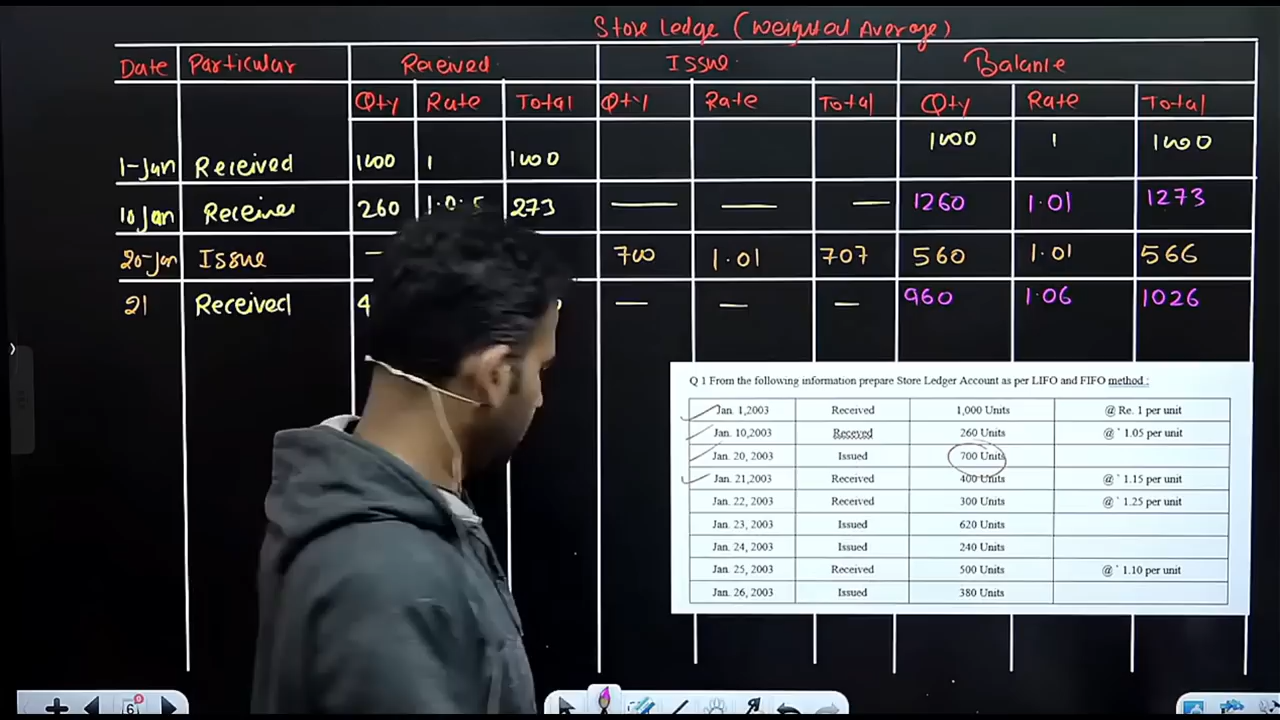 Store Ledge (Weighted Average)
Date Particular Received Issue Balance
Qty Rate Total Qty Rate Total Qty Rate Total
1-Jan Received 1000 1 1000 1000 1 1000
10 Jan Receive 260 273 — — — 1260 1.01 1273
20-Jan Issue — 700 1.01 707 560 1.01 566
21 Received 4 — — — 960 1.06 1026
Q 1 From the following information prepare Store Ledger Account as per LIFO and FIFO method :
Jan. 1,2003 Received 1,000 Units @ Re. 1 per unit
Jan. 10,2003 Receved 260 Units @ ` 1.05 per unit
Jan. 20, 2003 Issued 700 Units
Jan. 21,2003 Received 400 Units @ ` 1.15 per unit
Jan. 22, 2003 Received 300 Units @ ` 1.25 per unit
Jan. 23, 2003 Issued 620 Units
Jan. 24, 2003 Issued 240 Units
Jan. 25, 2003 Received 500 Units @ ` 1.10 per unit
Jan. 26, 2003 Issued 380 Units
6